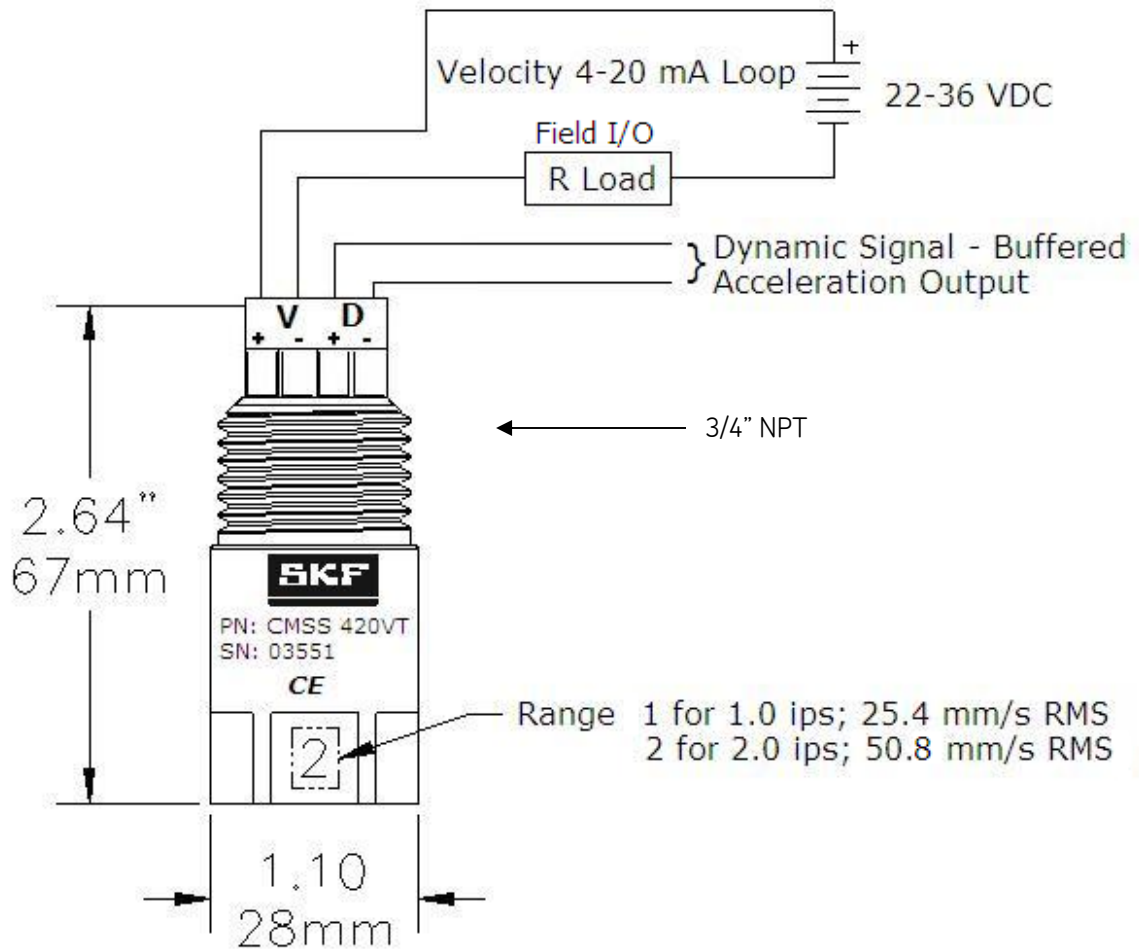 +
Velocity 4-20 mA Loop
22-36 VDC
Field I/O
R Load
Dynamic Signal - Buffered
Acceleration Output
V D
+ - + -
3/4” NPT
2.64"
67mm
SKF
PN: CMSS 420VT
SN: 03551
CE
Range 1 for 1.0 ips; 25.4 mm/s RMS
2 for 2.0 ips; 50.8 mm/s RMS
2
1.10
28mm